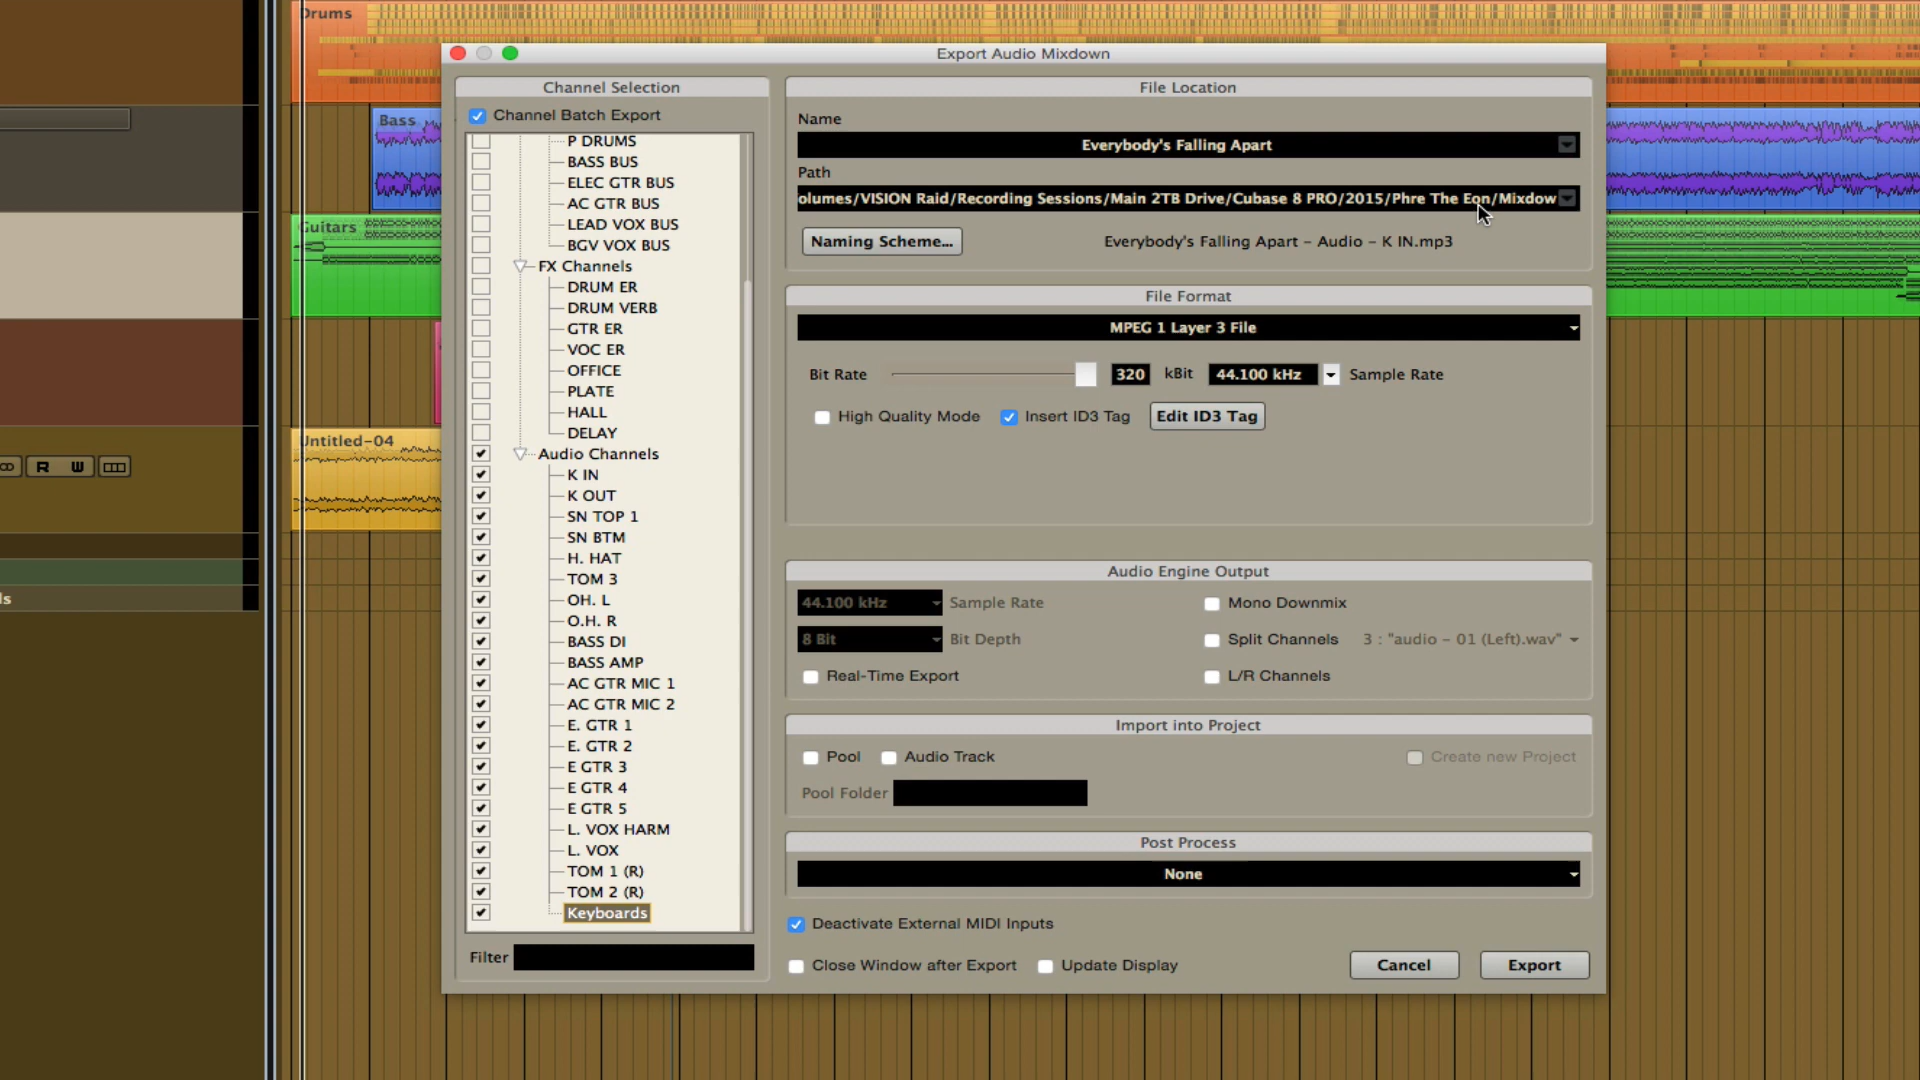 Drums
Bass
Guitars
Untitled-04
R W
ls
Export Audio Mixdown
Channel Selection
Channel Batch Export
P DRUMS
BASS BUS
ELEC GTR BUS
AC GTR BUS
LEAD VOX BUS
BGV VOX BUS
FX Channels
DRUM ER
DRUM VERB
GTR ER
VOC ER
OFFICE
PLATE
HALL
DELAY
Audio Channels
K IN
K OUT
SN TOP 1
SN BTM
H. HAT
TOM 3
OH. L
O.H. R
BASS DI
BASS AMP
AC GTR MIC 1
AC GTR MIC 2
E. GTR 1
E. GTR 2
E GTR 3
E GTR 4
E GTR 5
L. VOX HARM
L. VOX
TOM 1 (R)
TOM 2 (R)
Keyboards
Filter
File Location
Name
Everybody's Falling Apart
Path
olumes/VISION Raid/Recording Sessions/Main 2TB Drive/Cubase 8 PRO/2015/Phre The Eon/Mixdow
Naming Scheme... Everybody's Falling Apart – Audio – K IN.mp3
File Format
MPEG 1 Layer 3 File
Bit Rate 320 kBit 44.100 kHz Sample Rate
High Quality Mode Insert ID3 Tag Edit ID3 Tag
Audio Engine Output
44.100 kHz Sample Rate Mono Downmix
8 Bit Bit Depth Split Channels 3 : "audio – 01 (Left).wav"
Real-Time Export L/R Channels
Import into Project
Pool Audio Track Create new Project
Pool Folder
Post Process
None
Deactivate External MIDI Inputs
Close Window after Export Update Display Cancel Export